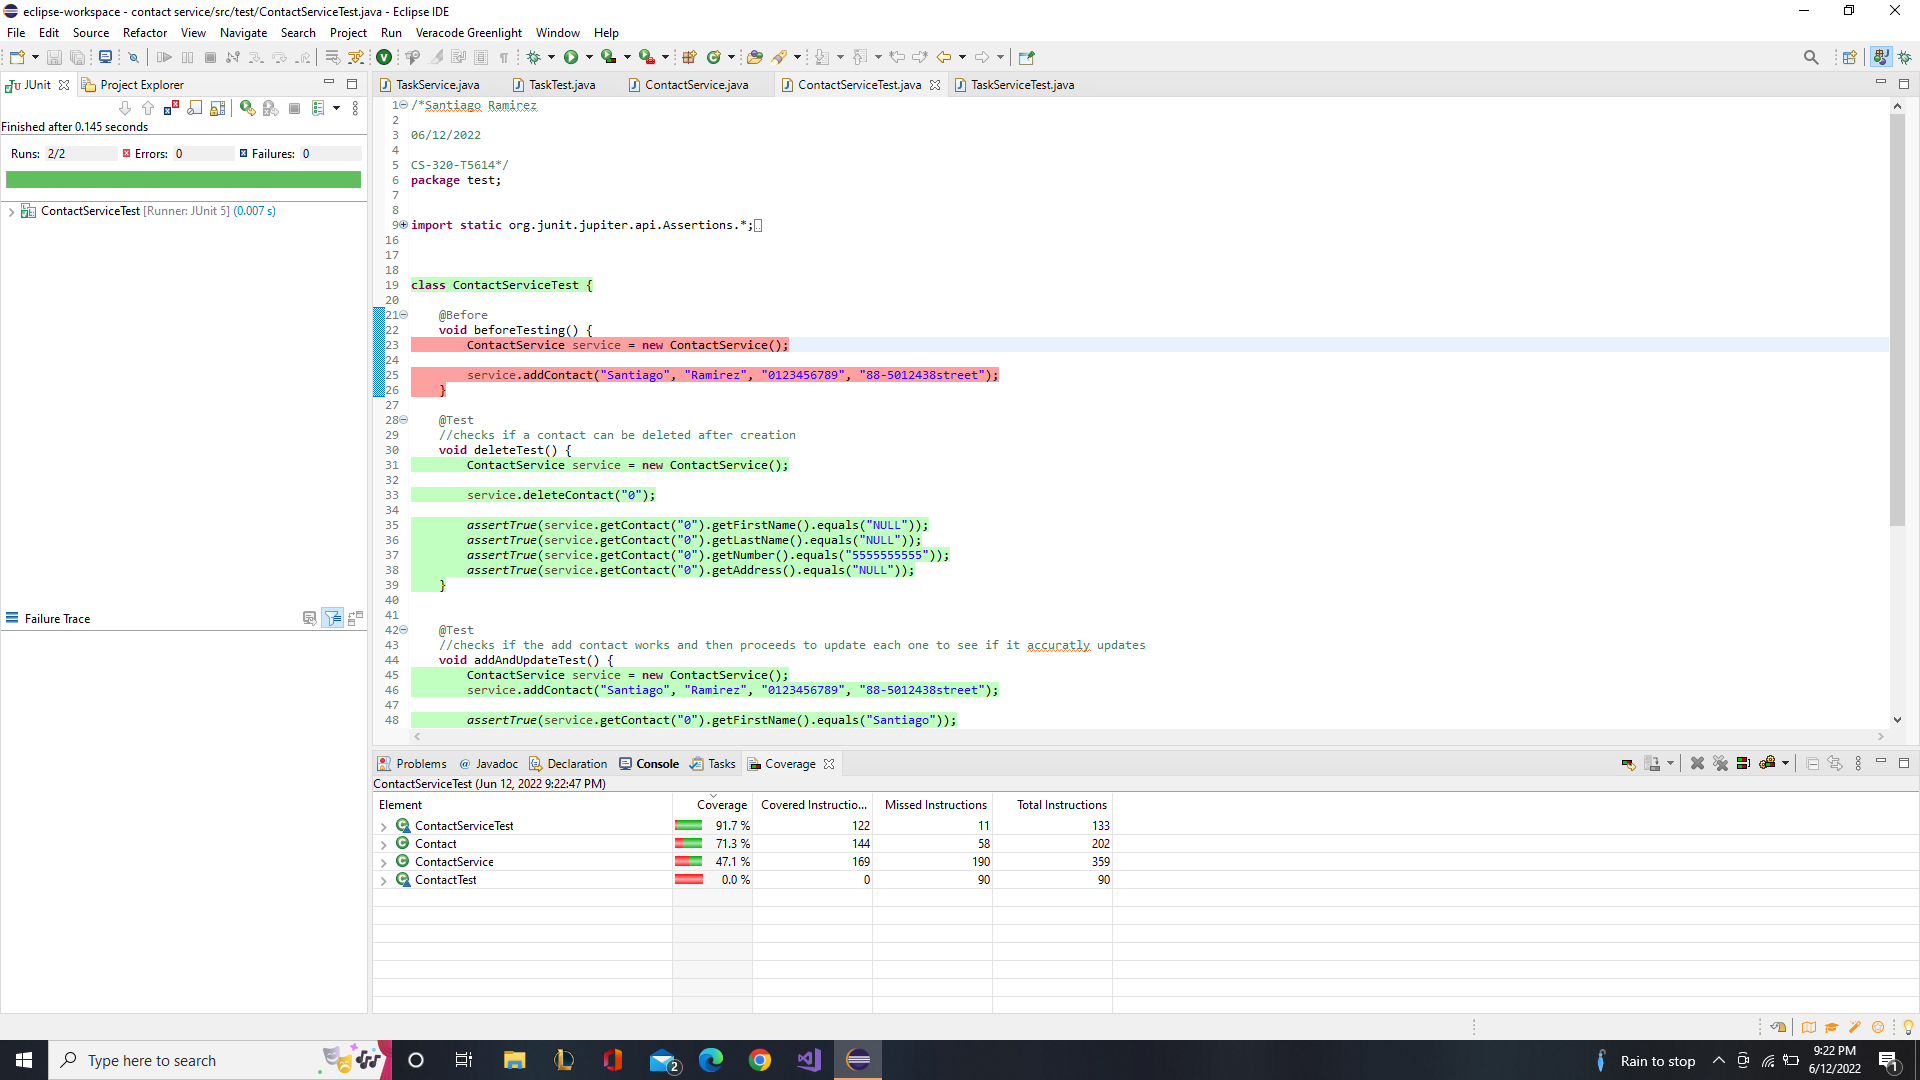 eclipse-workspace - contact service/src/test/ContactServiceTest.java - Eclipse IDE
File Edit Source Refactor View Navigate Search Project Run Veracode Greenlight Window Help
JUnit Project Explorer
TaskService.java TaskTest.java ContactService.java ContactServiceTest.java TaskServiceTest.java
Finished after 0.145 seconds
Runs: 2/2 Errors: 0 Failures: 0
ContactServiceTest [Runner: JUnit 5] (0.007 s)
Failure Trace
1 /*Santiago Ramirez
2
3 06/12/2022
4
5 CS-320-T5614*/
6 package test;
7
8
9 import static org.junit.jupiter.api.Assertions.*;
16
17
18
19 class ContactServiceTest {
20
21 @Before
22 void beforeTesting() {
23 ContactService service = new ContactService();
24
25 service.addContact("Santiago", "Ramirez", "0123456789", "88-5012438street");
26 }
27
28 @Test
29 //checks if a contact can be deleted after creation
30 void deleteTest() {
31 ContactService service = new ContactService();
32
33 service.deleteContact("0");
34
35 assertTrue(service.getContact("0").getFirstName().equals("NULL"));
36 assertTrue(service.getContact("0").getLastName().equals("NULL"));
37 assertTrue(service.getContact("0").getNumber().equals("5555555555"));
38 assertTrue(service.getContact("0").getAddress().equals("NULL"));
39 }
40
41
42 @Test
43 //checks if the add contact works and then proceeds to update each one to see if it accuratly updates
44 void addAndUpdateTest() {
45 ContactService service = new ContactService();
46 service.addContact("Santiago", "Ramirez", "0123456789", "88-5012438street");
47
48 assertTrue(service.getContact("0").getFirstName().equals("Santiago"));
Problems Javadoc Declaration Console Tasks Coverage
ContactServiceTest (Jun 12, 2022 9:22:47 PM)
Element Coverage Covered Instructio... Missed Instructions Total Instructions
ContactServiceTest 91.7 % 122 11 133
Contact 71.3 % 144 58 202
ContactService 47.1 % 169 190 359
ContactTest 0.0 % 0 90 90
Type here to search
2
Rain to stop
9:22 PM
6/12/2022
1